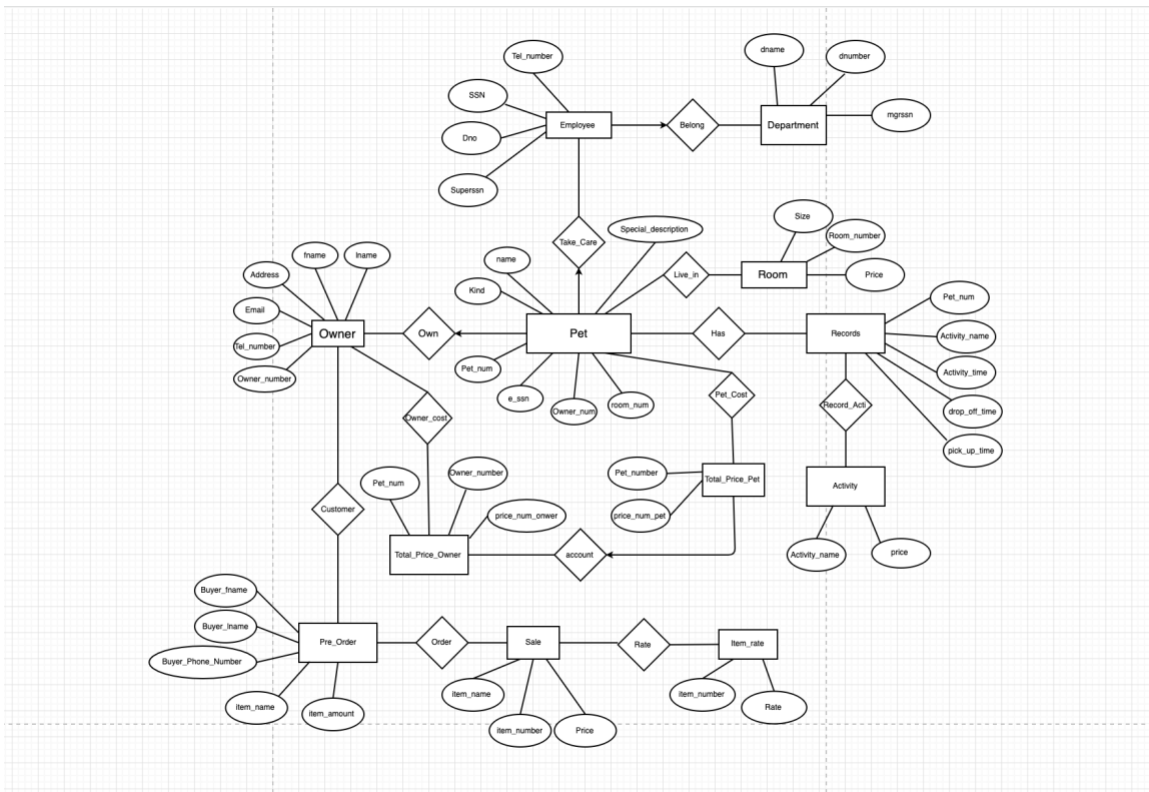 dname
Tel_number
dnumber
SSN
mgrssn
Employee
Belong
Department
Dno
Superssn
Size
Special_description
Room_number
Take_Care
fname
lname
name
Address
Live_in
Room
Price
Kind
Pet_num
Email
Owner
Own
Pet
Has
Records
Activity_name
Tel_number
Pet_num
Activity_time
Owner_number
Pet_Cost
e_ssn
room_num
Record_Acti
Owner_num
drop_off_time
Owner_cost
pick_up_time
Owner_number
Pet_number
Total_Price_Pet
Pet_num
Activity
Customer
price_num_onwer
price_num_pet
Total_Price_Owner
account
Activity_name
price
Buyer_fname
Buyer_lname
Pre_Order
Order
Sale
Rate
Item_rate
Buyer_Phone_Number
item_name
item_number
item_name
item_amount
Rate
item_number
Price